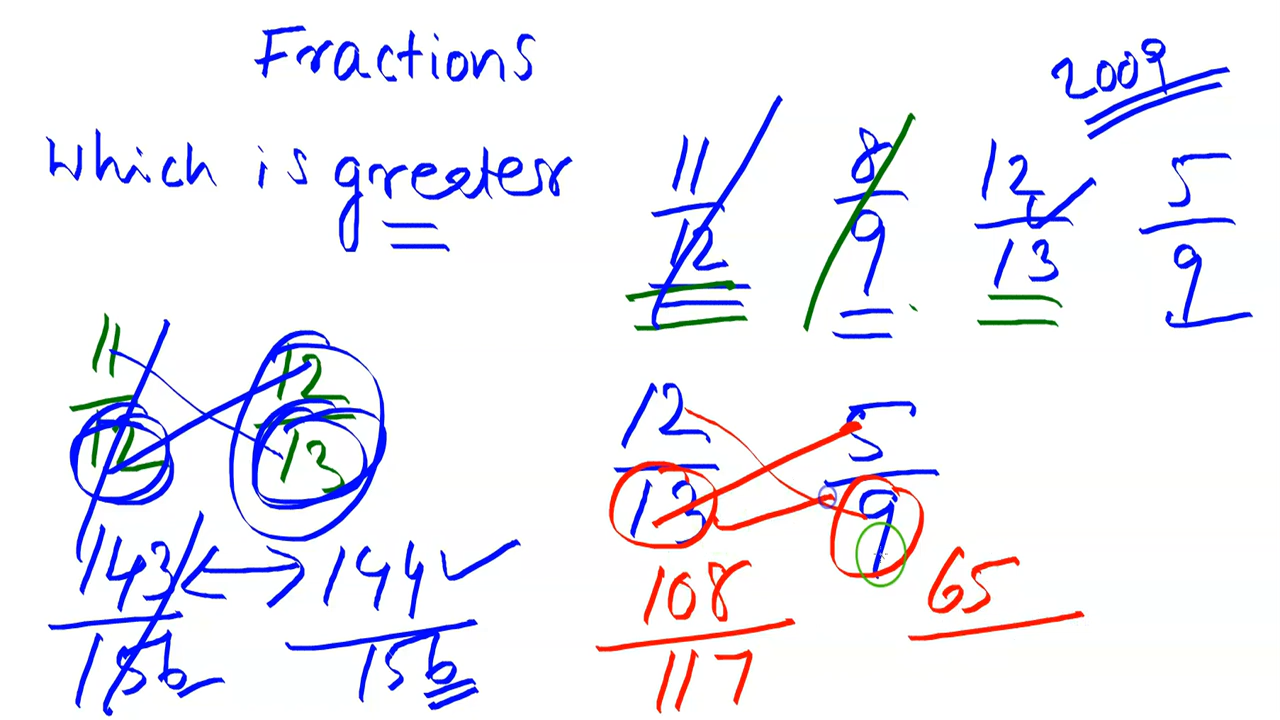 Fractions
2009
Which is greater
11/12 8/9 12/13 5/9
11/12 12/13
12/13 5/9
143/156 144/156
108/117 65